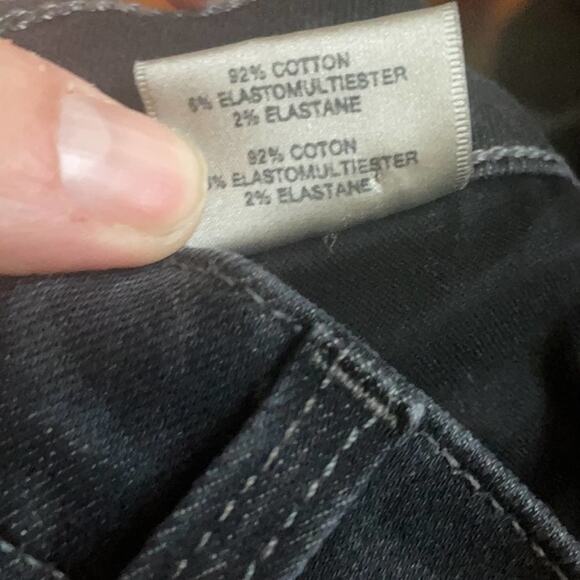 92% COTTON
6% ELASTOMULTIESTER
2% ELASTANE
92% COTON
% ELASTOMULTIESTER
2% ELASTANE